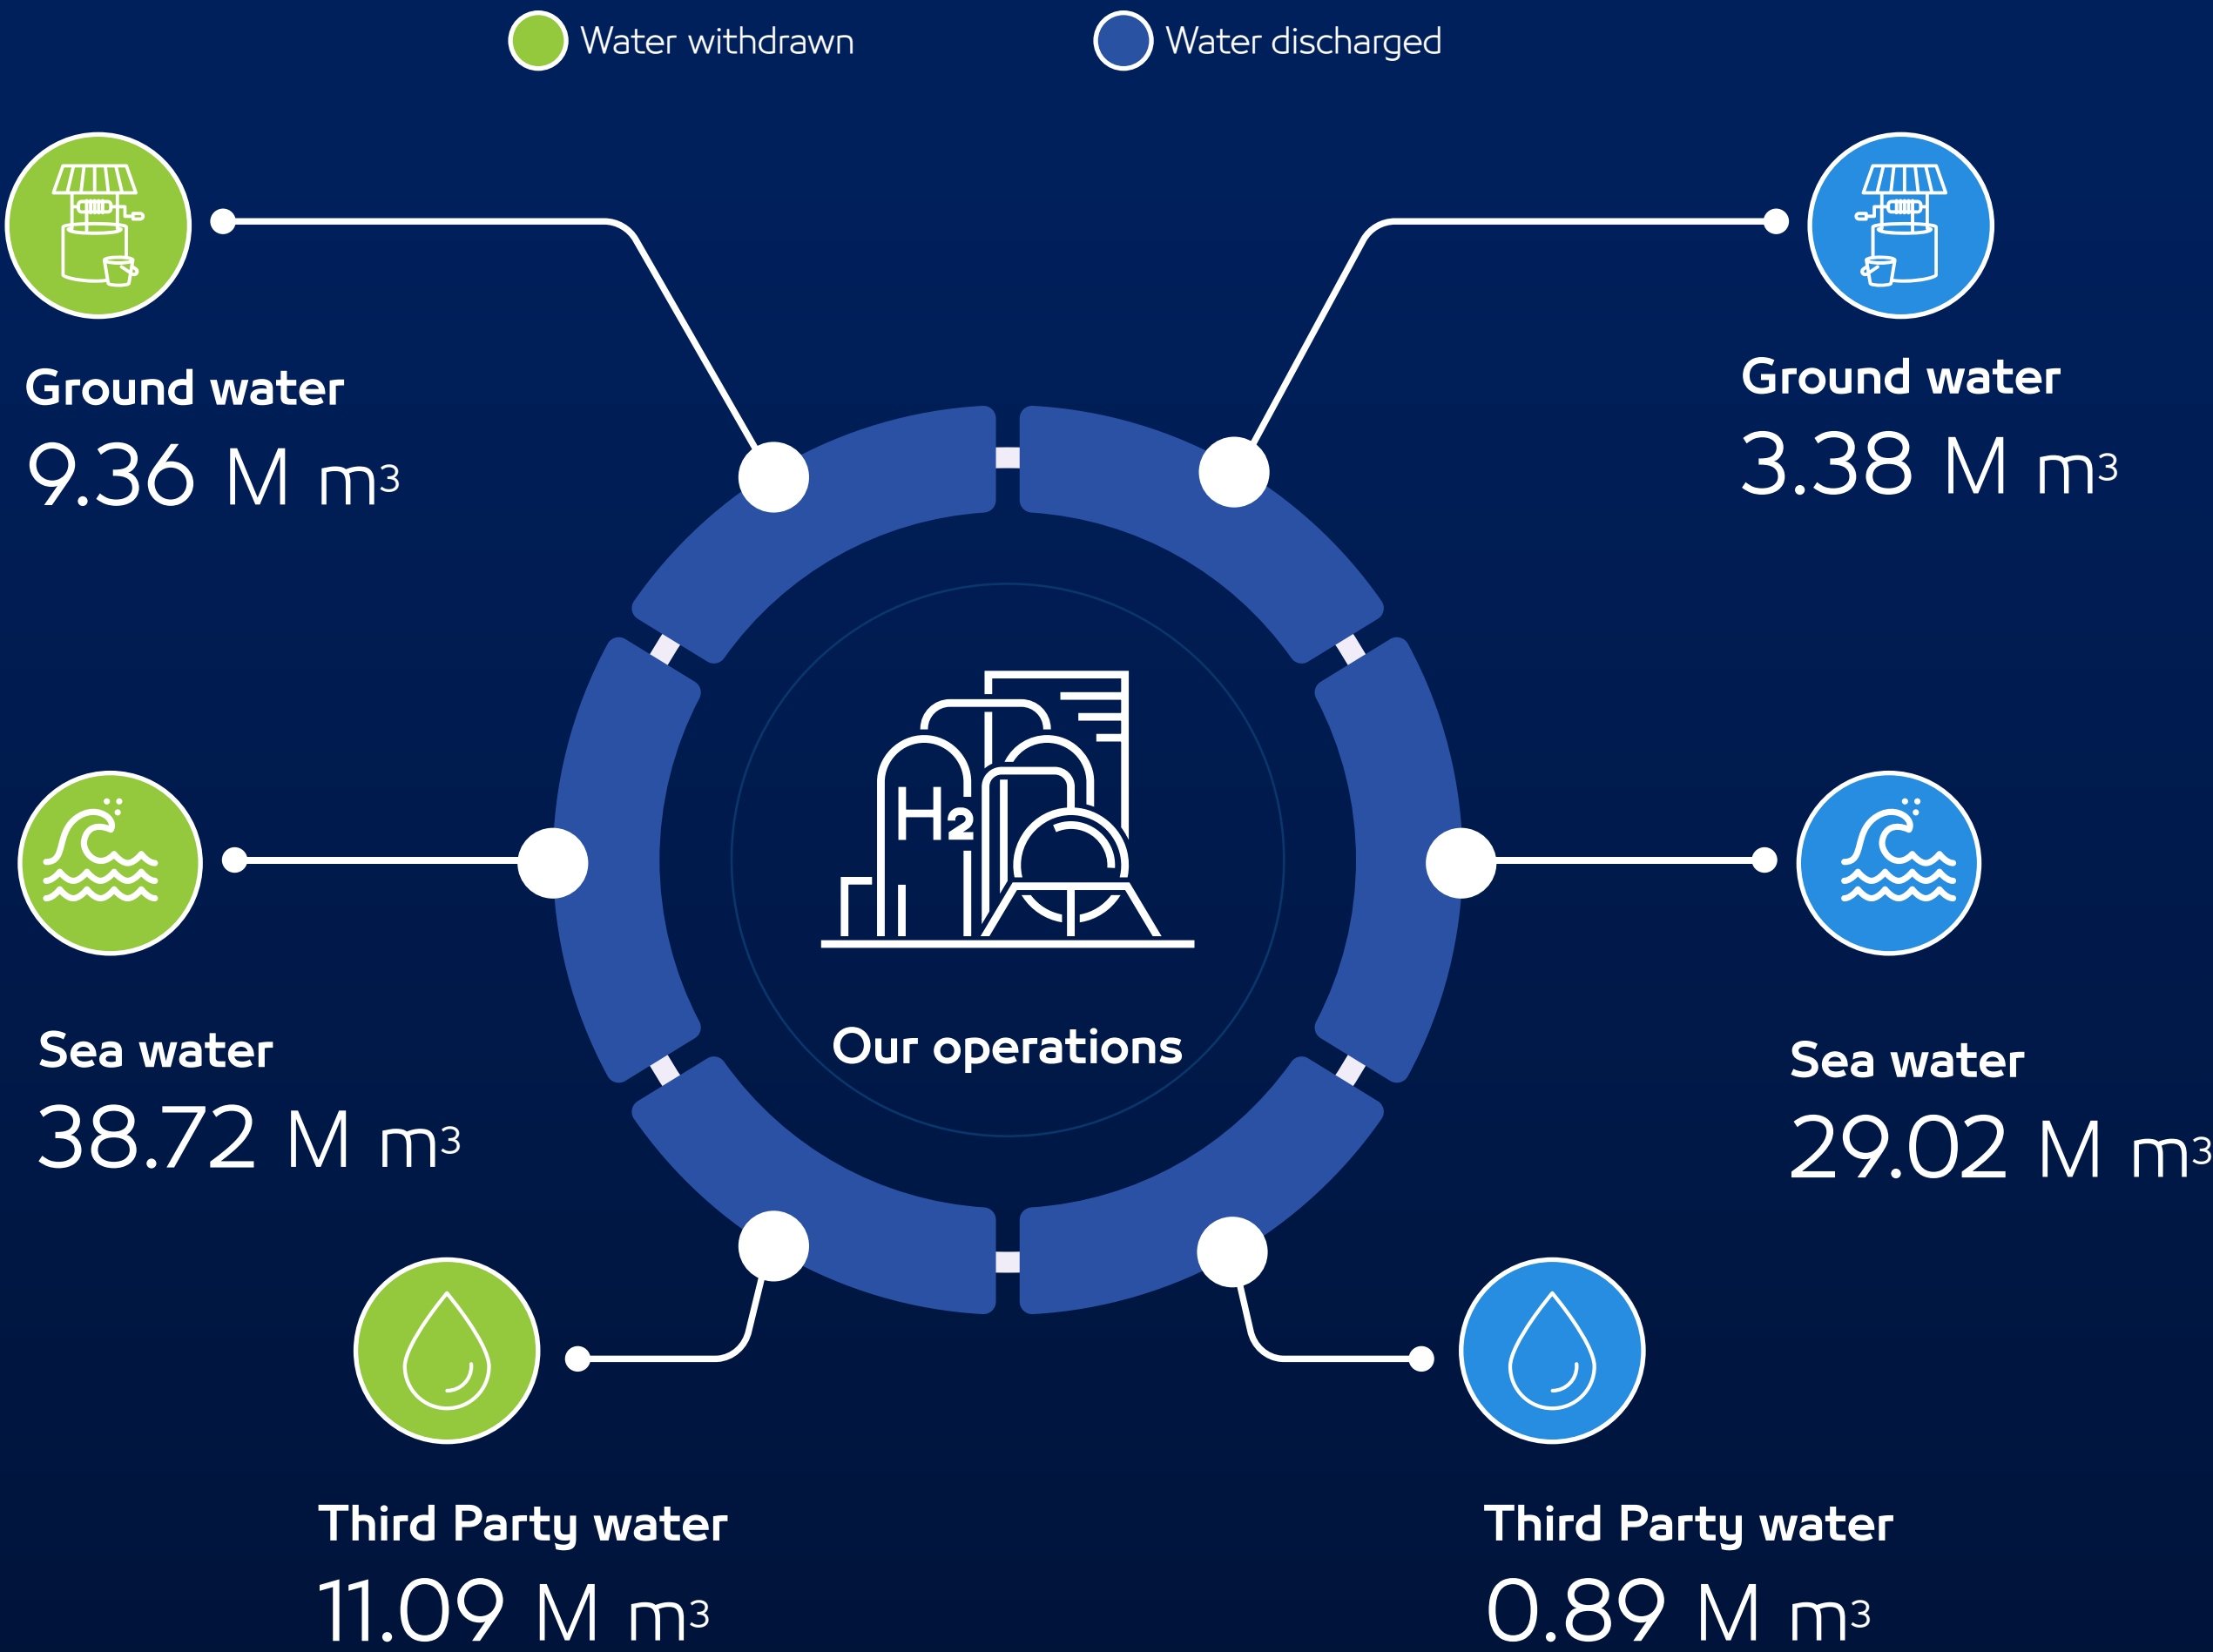 Water withdrawn
Water discharged
Ground water
9.36 M m³
Ground water
3.38 M m³
H₂
Our operations
Sea water
38.72 M m³
Sea water
29.02 M m³
Third Party water
11.09 M m³
Third Party water
0.89 M m³